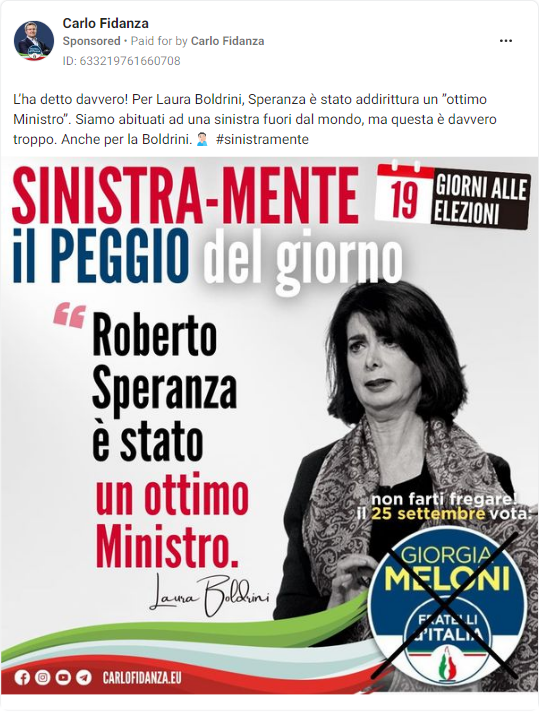 Carlo Fidanza
Sponsored • Paid for by Carlo Fidanza
ID: 633219761660708
L'ha detto davvero! Per Laura Boldrini, Speranza è stato addirittura un "ottimo
Ministro". Siamo abituati ad una sinistra fuori dal mondo, ma questa è davvero
troppo. Anche per la Boldrini. 🤦🏻‍♂️ #sinistramente
SINISTRA-MENTE
il PEGGIO del giorno
19
GIORNI ALLE
ELEZIONI
“
Roberto
Speranza
è stato
un ottimo
Ministro.
Laura Boldrini
non farti fregare!
il 25 settembre vota:
GIORGIA
MELONI
FRATELLI
D'ITALIA
CARLOFIDANZA.EU